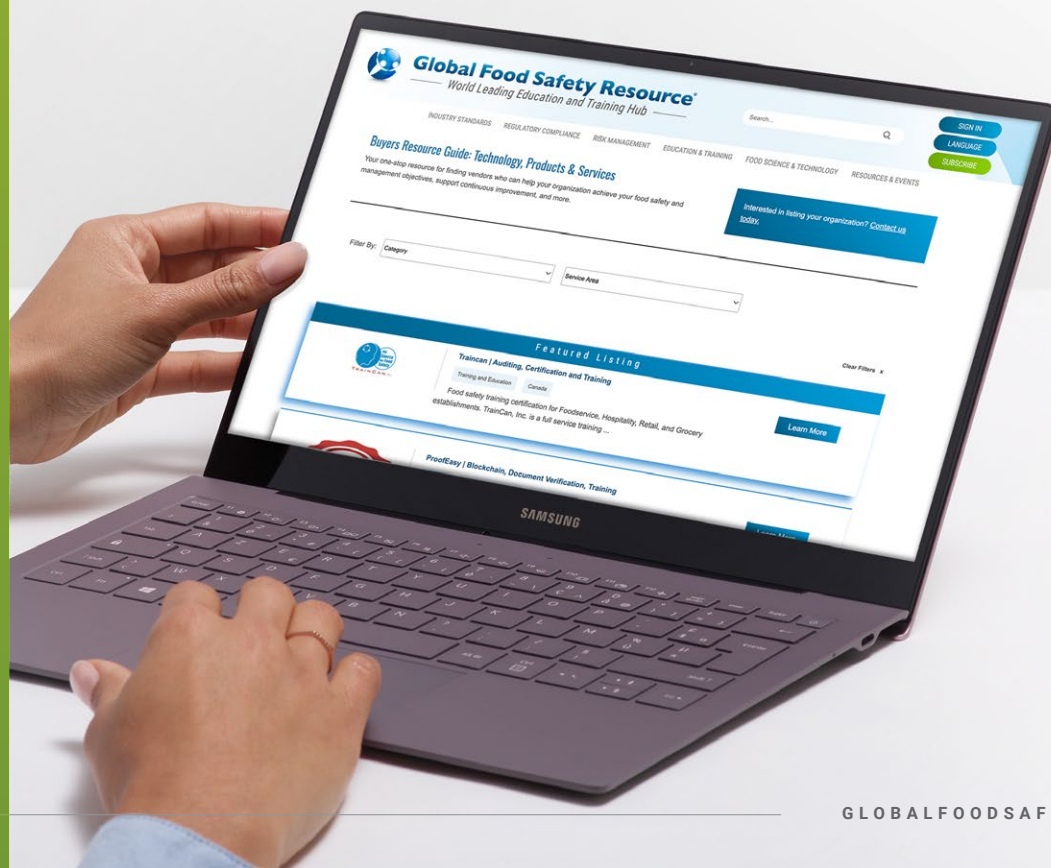 Global Food Safety Resource
World Leading Education and Training Hub
Search...
SIGN IN
LANGUAGE
SUBSCRIBE
INDUSTRY STANDARDS REGULATORY COMPLIANCE RISK MANAGEMENT EDUCATION & TRAINING FOOD SCIENCE & TECHNOLOGY RESOURCES & EVENTS
Buyers Resource Guide: Technology, Products & Services
Your one-stop resource for finding vendors who can help your organization achieve your food safety and
management objectives, support continuous improvement, and more.
Interested in listing your organization? Contact us
today.
Filter By: Category Service Area
Clear Filters x
Featured Listing
TRAINCAN
Traincan | Auditing, Certification and Training
Training and Education Canada
Food safety training certification for Foodservice, Hospitality, Retail, and Grocery
establishments. TrainCan, Inc. is a full service training ...
Learn More
ProofEasy | Blockchain, Document Verification, Training
Learn More
SAMSUNG
GLOBALFOODSAF